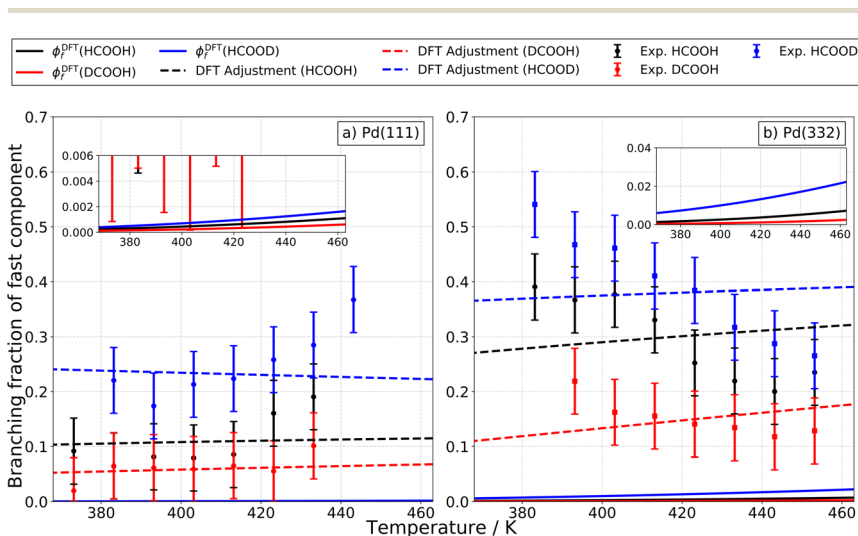 ϕ_f^DFT(HCOOH) ϕ_f^DFT(HCOOD) DFT Adjustment (DCOOH) Exp. HCOOH Exp. HCOOD
ϕ_f^DFT(DCOOH) DFT Adjustment (HCOOH) DFT Adjustment (HCOOD) Exp. DCOOH
Branching fraction of fast component
a) Pd(111)
0.7
0.6
0.5
0.4
0.3
0.2
0.1
0.0
380 400 420 440 460
0.006
0.004
0.002
0.000
380 400 420 440 460
b) Pd(332)
0.7
0.6
0.5
0.4
0.3
0.2
0.1
0.0
380 400 420 440 460
0.04
0.02
0.00
380 400 420 440 460
Temperature / K